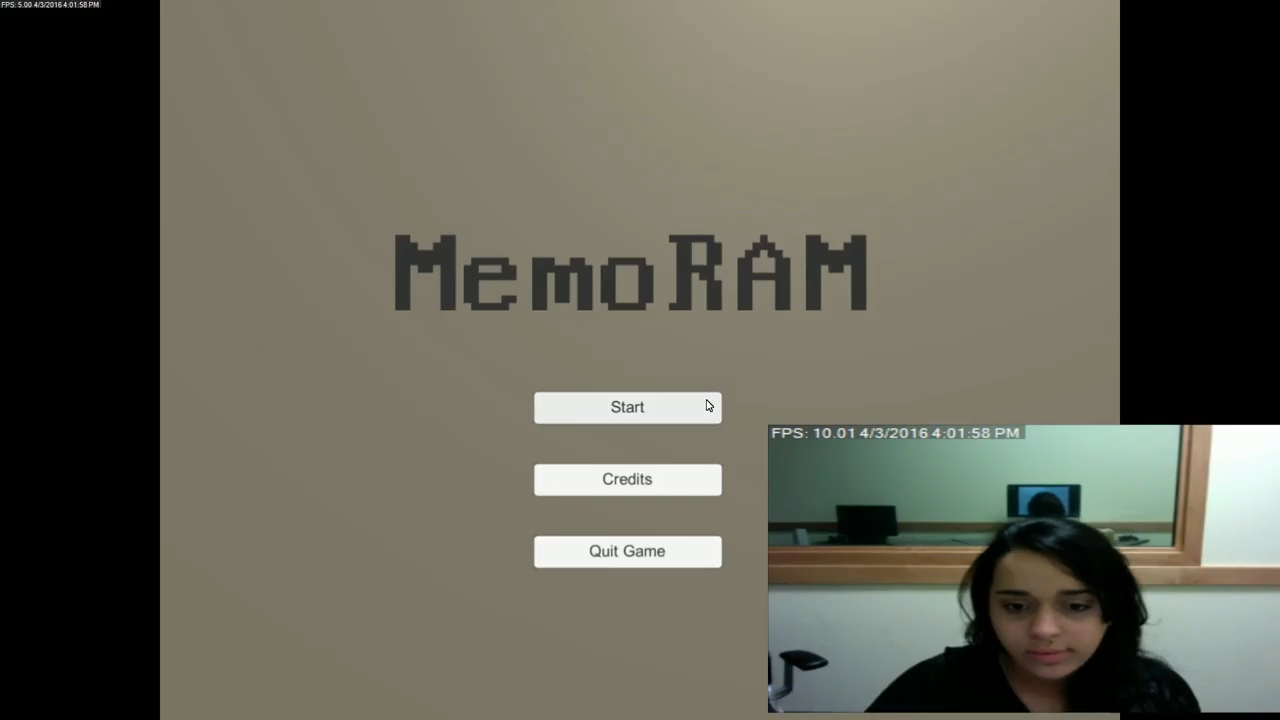 FPS: 5.00 4/3/2016 4:01:58 PM
MemoRAM
Start
Credits
Quit Game
FPS: 10.01 4/3/2016 4:01:58 PM